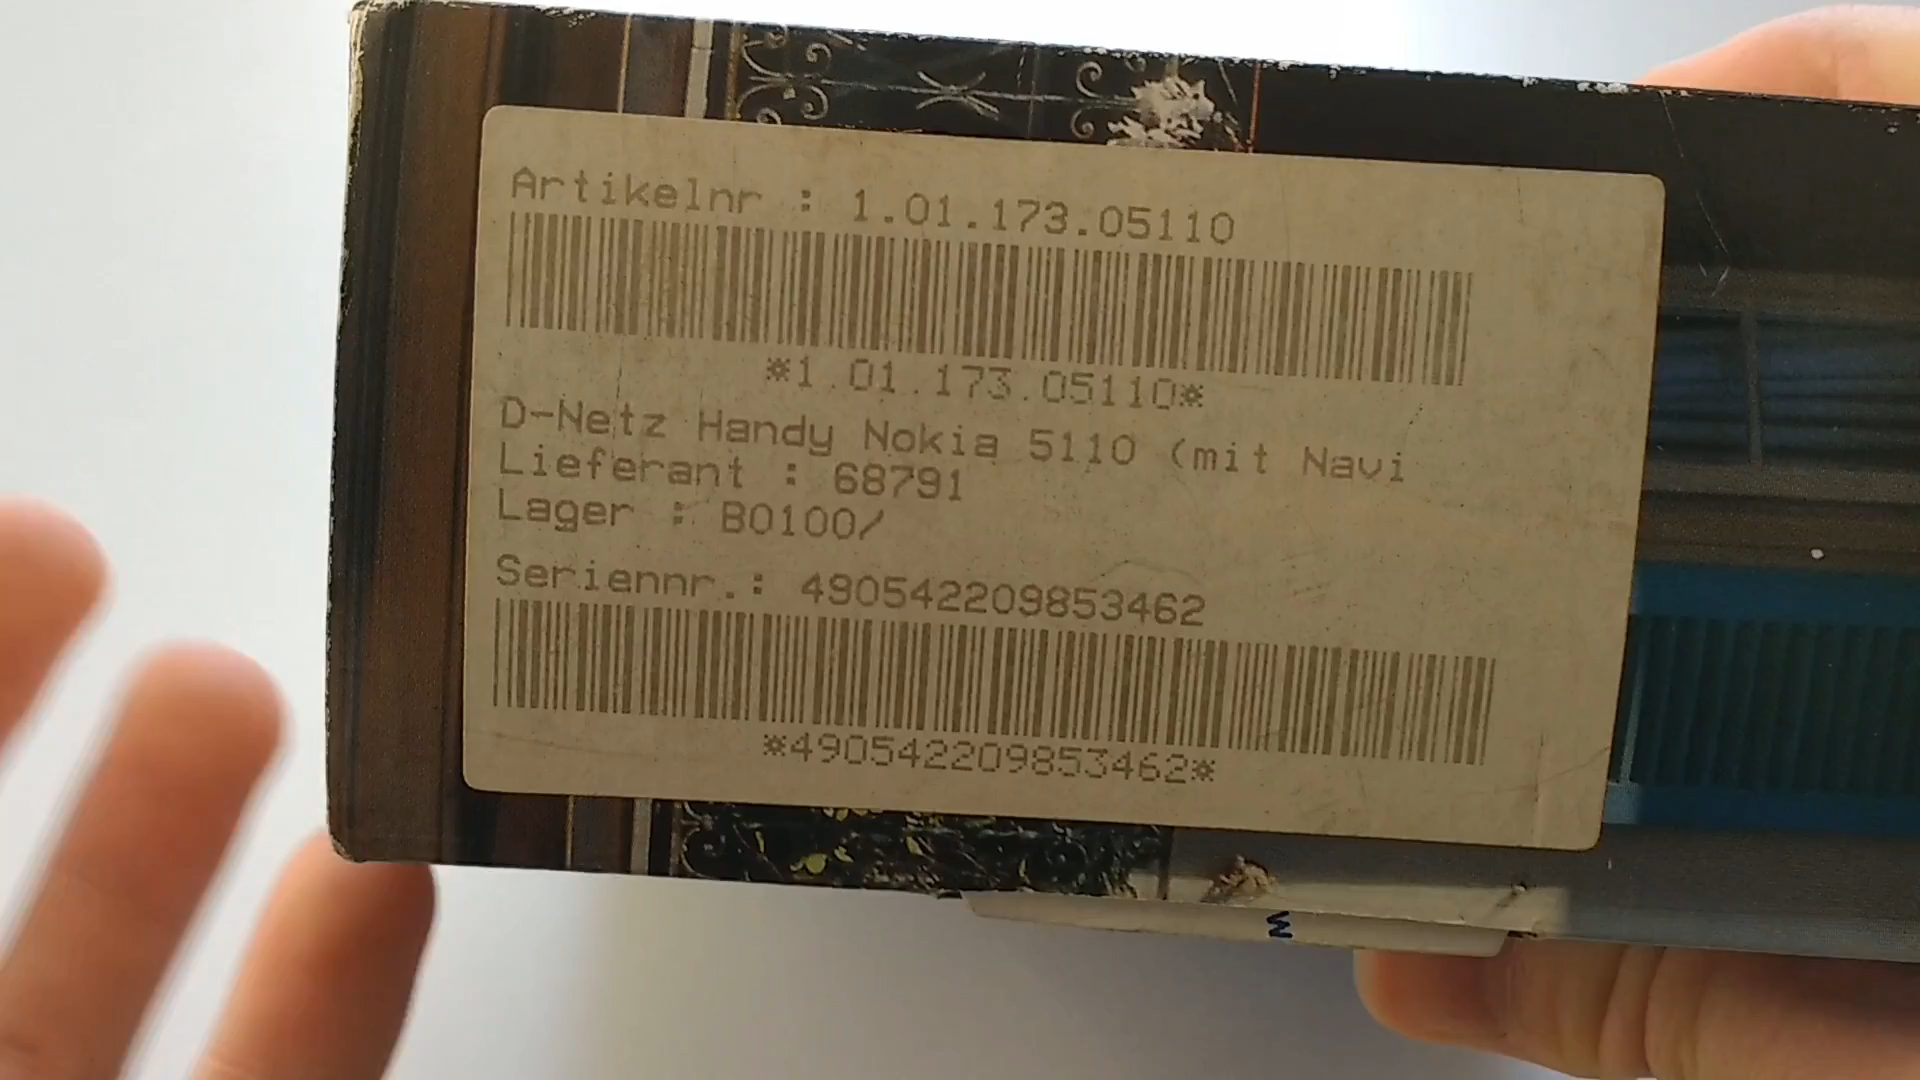 Artikelnr : 1.01.173.05110
*1.01.173.05110*
D-Netz Handy Nokia 5110 (mit Navi
Lieferant : 68791
Lager : B0100/
Seriennr.: 490542209853462
*490542209853462*